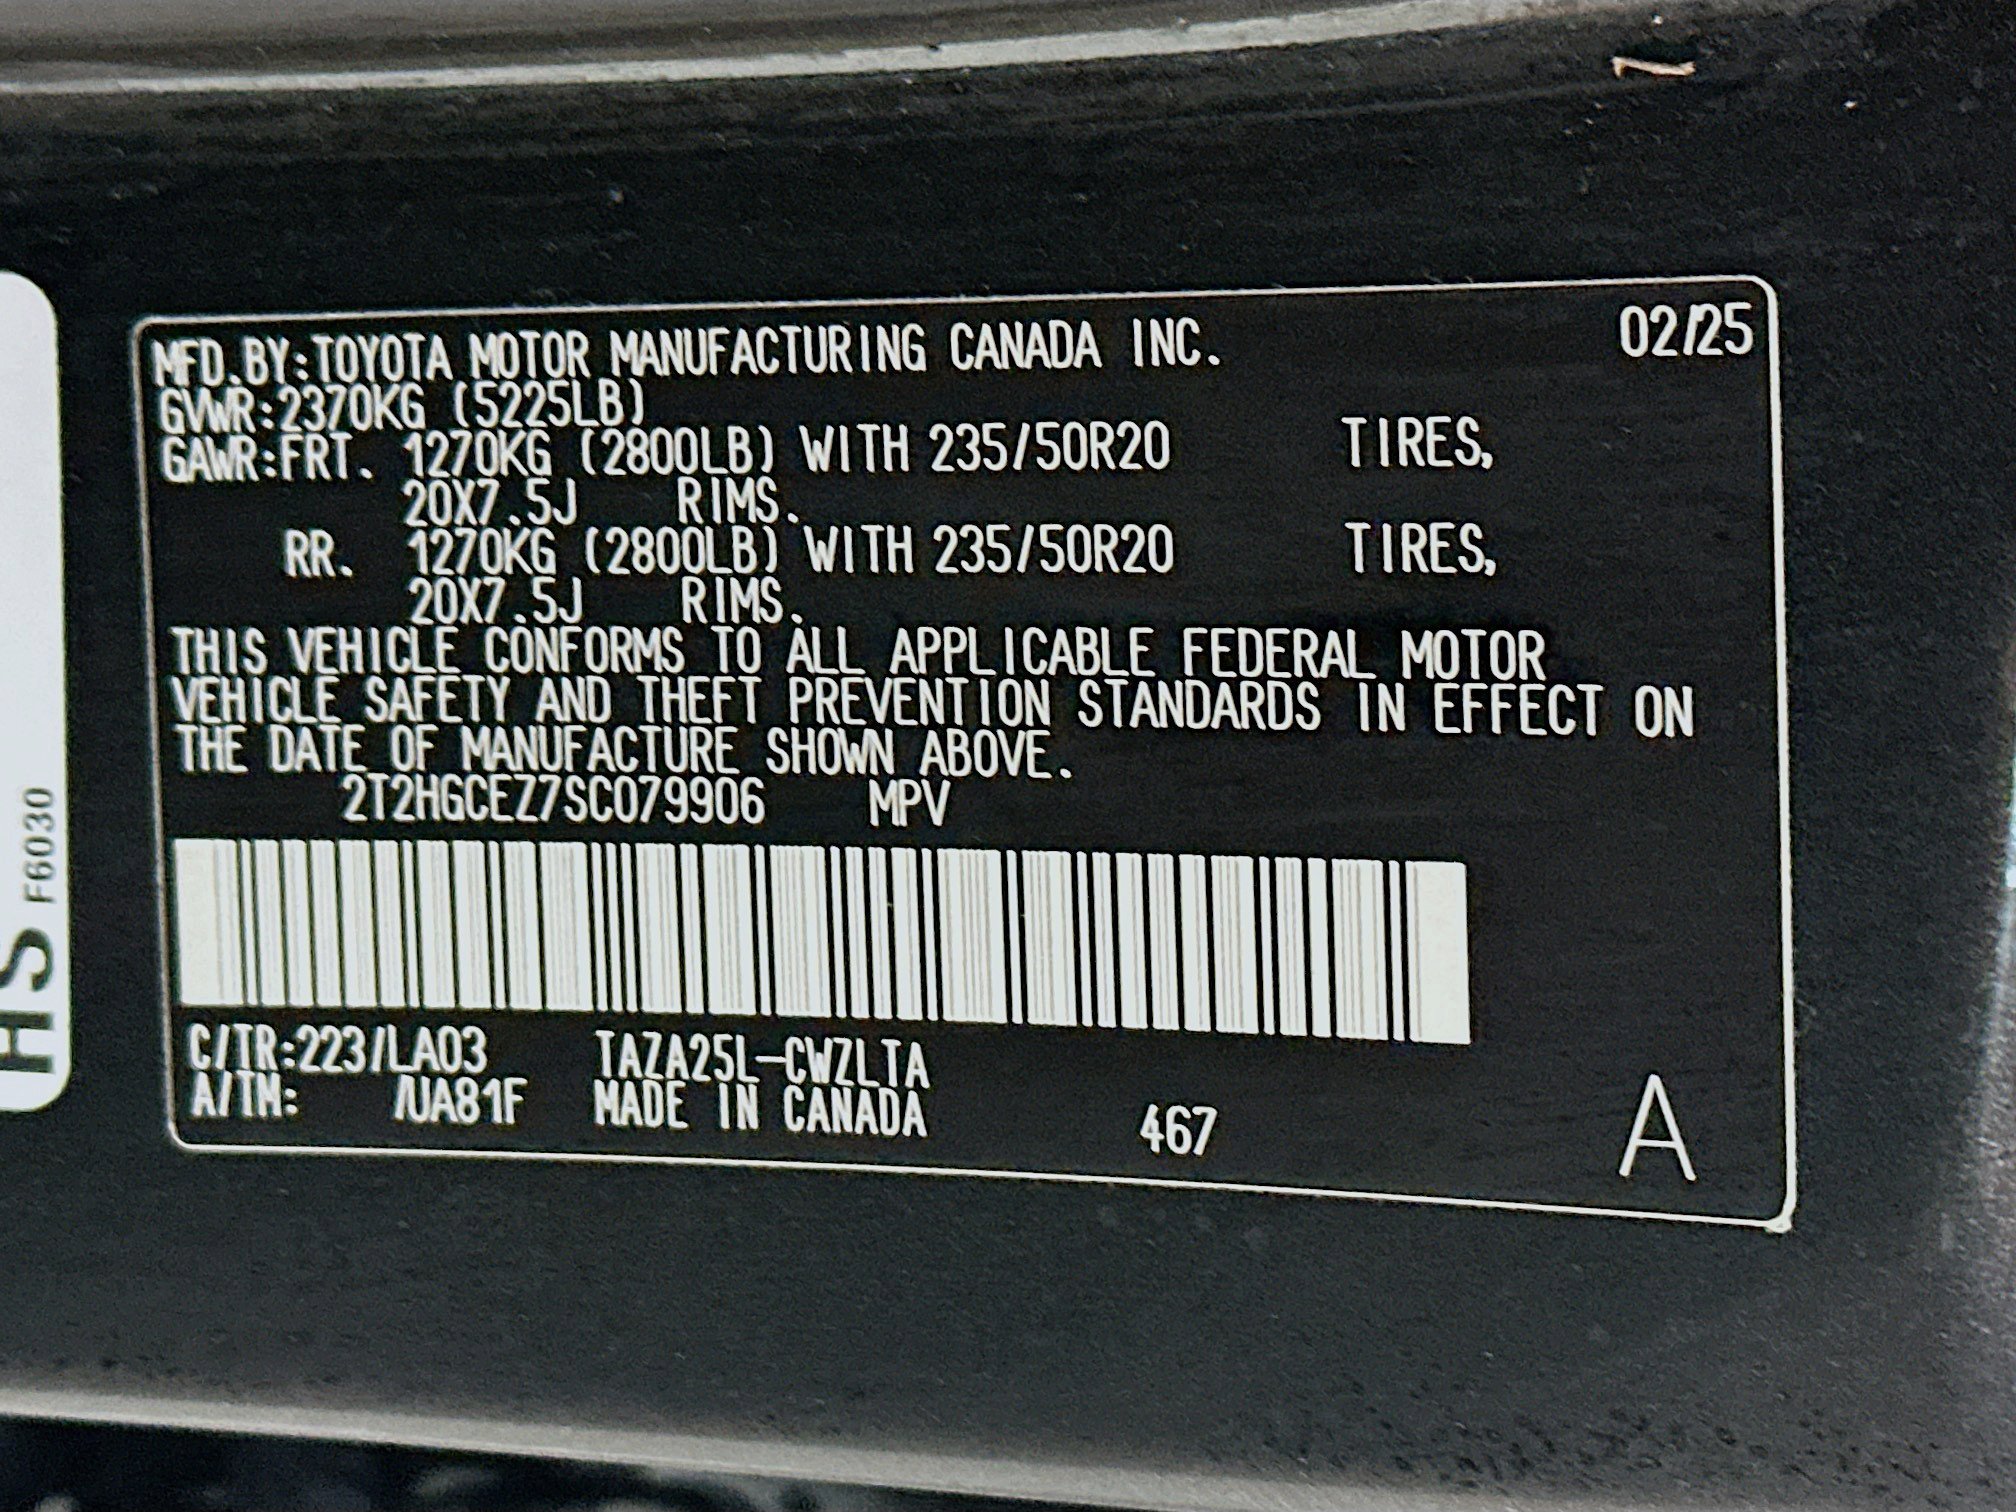 MFD.BY:TOYOTA MOTOR MANUFACTURING CANADA INC. 02/25
GVWR:2370KG (5225LB)
GAWR:FRT. 1270KG (2800LB) WITH 235/50R20 TIRES,
20X7.5J RIMS.
RR. 1270KG (2800LB) WITH 235/50R20 TIRES,
20X7.5J RIMS.
THIS VEHICLE CONFORMS TO ALL APPLICABLE FEDERAL MOTOR
VEHICLE SAFETY AND THEFT PREVENTION STANDARDS IN EFFECT ON
THE DATE OF MANUFACTURE SHOWN ABOVE.
2T2HGCEZ7SC079906 MPV
C/TR:223/LA03 TAZA25L-CWZLTA
A/TM: /UA81F MADE IN CANADA 467 A
HS F6030